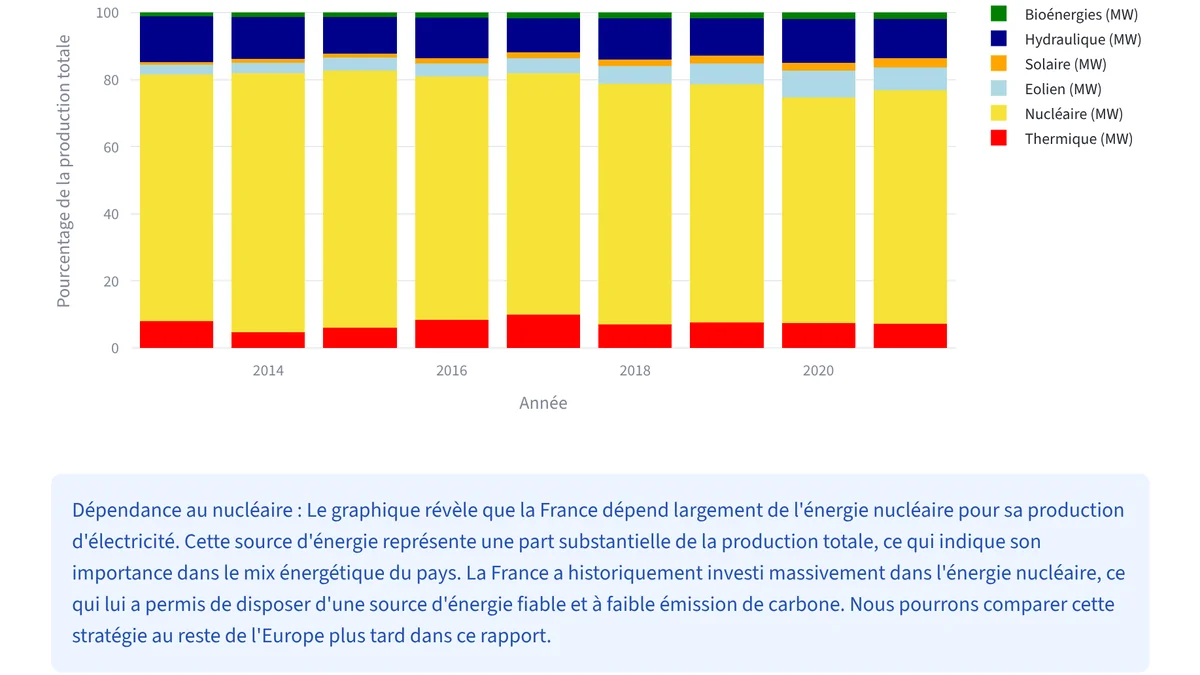 100
80
60
40
20
0
Pourcentage de la production totale
2014
2016
2018
2020
Année
Bioénergies (MW)
Hydraulique (MW)
Solaire (MW)
Eolien (MW)
Nucléaire (MW)
Thermique (MW)
Dépendance au nucléaire : Le graphique révèle que la France dépend largement de l'énergie nucléaire pour sa production
d'électricité. Cette source d'énergie représente une part substantielle de la production totale, ce qui indique son
importance dans le mix énergétique du pays. La France a historiquement investi massivement dans l'énergie nucléaire, ce
qui lui a permis de disposer d'une source d'énergie fiable et à faible émission de carbone. Nous pourrons comparer cette
stratégie au reste de l'Europe plus tard dans ce rapport.